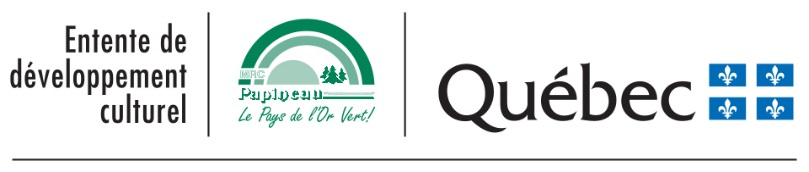 Entente de
développement
culturel
MRC
Papineau
Le Pays de l'Or Vert!
Québec